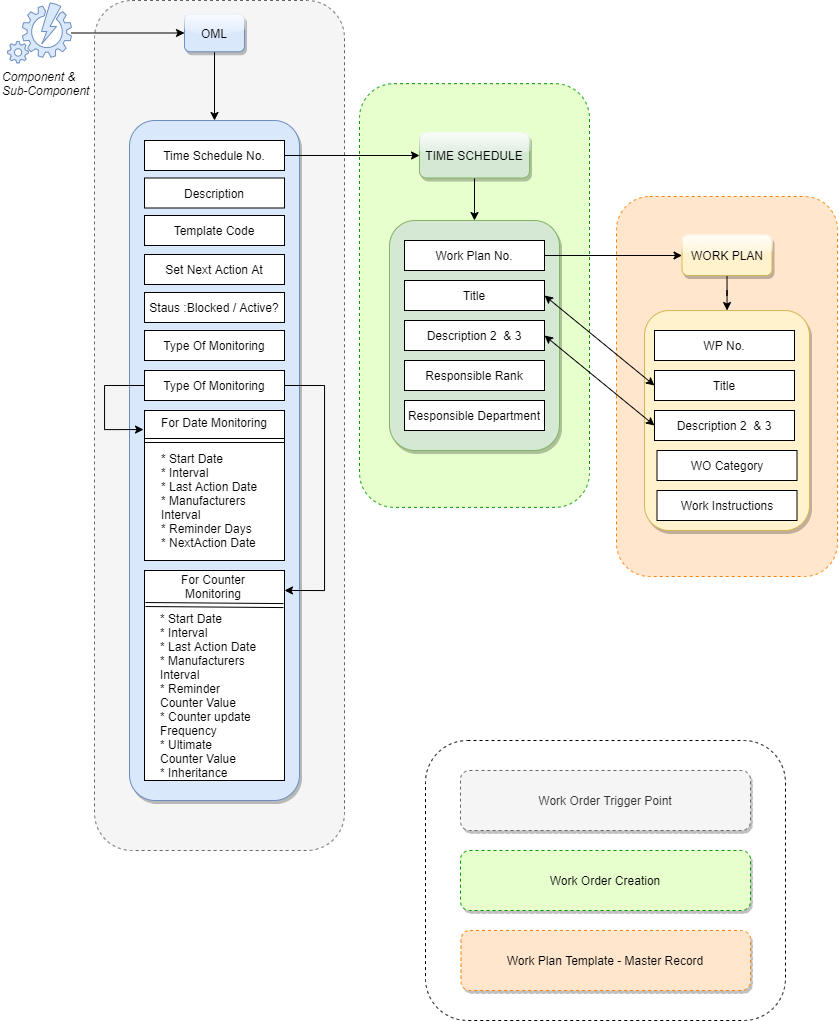 Component &
Sub-Component
OML
Time Schedule No.
Description
Template Code
Set Next Action At
Staus :Blocked / Active?
Type Of Monitoring
Type Of Monitoring
For Date Monitoring
* Start Date
* Interval
* Last Action Date
* Manufacturers
Interval
* Reminder Days
* NextAction Date
For Counter
Monitoring
* Start Date
* Interval
* Last Action Date
* Manufacturers
Interval
* Reminder
Counter Value
* Counter update
Frequency
* Ultimate
Counter Value
* Inheritance
TIME SCHEDULE
Work Plan No.
Title
Description 2 & 3
Responsible Rank
Responsible Department
WORK PLAN
WP No.
Title
Description 2 & 3
WO Category
Work Instructions
Work Order Trigger Point
Work Order Creation
Work Plan Template - Master Record